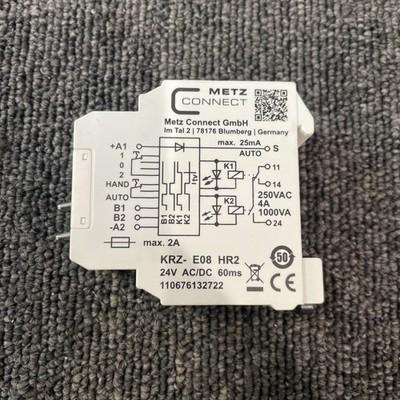 METZ
CONNECT
Metz Connect GmbH
Im Tal 2 | 78176 Blumberg | Germany
+A1
max. 25mA
S
1
0
2
HAND
AUTO
B1
B2
-A2
B1
B2
K1
K2
K1
K2
11
14
250VAC
4A
1000VA
24
max. 2A
KRZ- E08 HR2
24V AC/DC 60ms
110676132722
50
CE